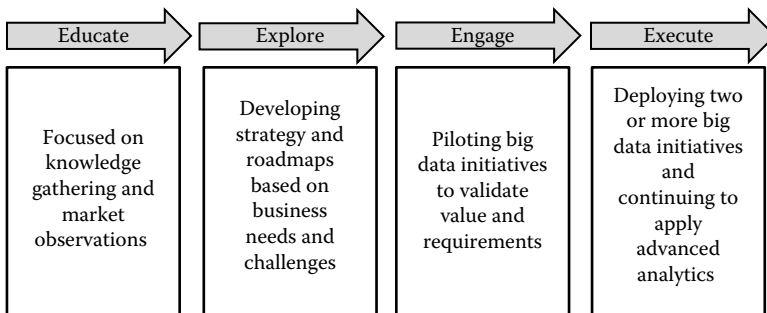 Educate
Explore
Engage
Execute
Focused on
knowledge
gathering and
market
observations
Developing
strategy and
roadmaps
based on
business
needs and
challenges
Piloting big
data initiatives
to validate
value and
requirements
Deploying two
or more big
data initiatives
and
continuing to
apply
advanced
analytics